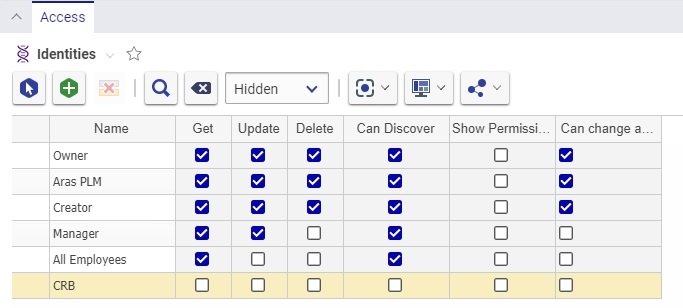 Access
Identities
Hidden
Name Get Update Delete Can Discover Show Permissi... Can change a...
Owner
Aras PLM
Creator
Manager
All Employees
CRB